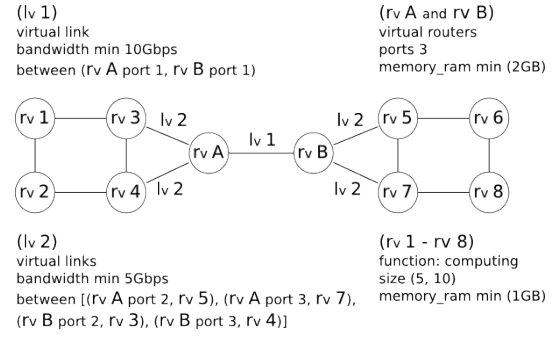 (lv 1)
virtual link
bandwidth min 10Gbps
between (rv A port 1, rv B port 1)
(rv A and rv B)
virtual routers
ports 3
memory_ram min (2GB)
rv 1
rv 3
lv 2
lv 2
rv 5
rv 6
rv A
lv 1
rv B
rv 2
rv 4
lv 2
lv 2
rv 7
rv 8
(lv 2)
virtual links
bandwidth min 5Gbps
between [(rv A port 2, rv 5), (rv A port 3, rv 7),
(rv B port 2, rv 3), (rv B port 3, rv 4)]
(rv 1 - rv 8)
function: computing
size (5, 10)
memory_ram min (1GB)